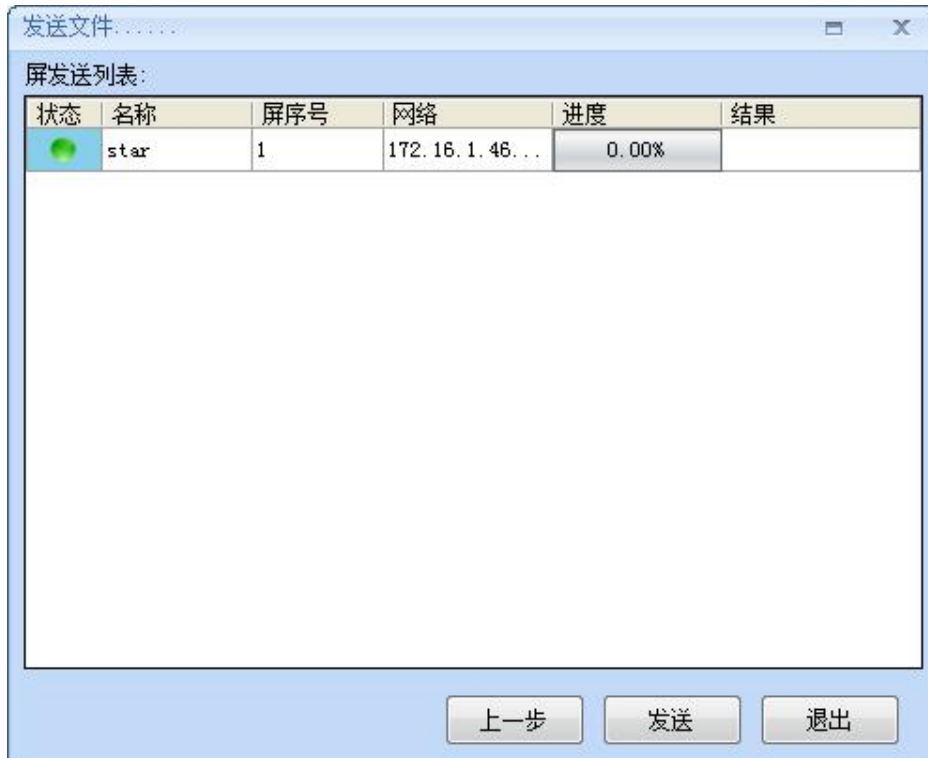 发送文件......
屏发送列表:
状态 名称 屏序号 网络 进度 结果
star 1 172.16.1.46... 0.00%
上一步 发送 退出